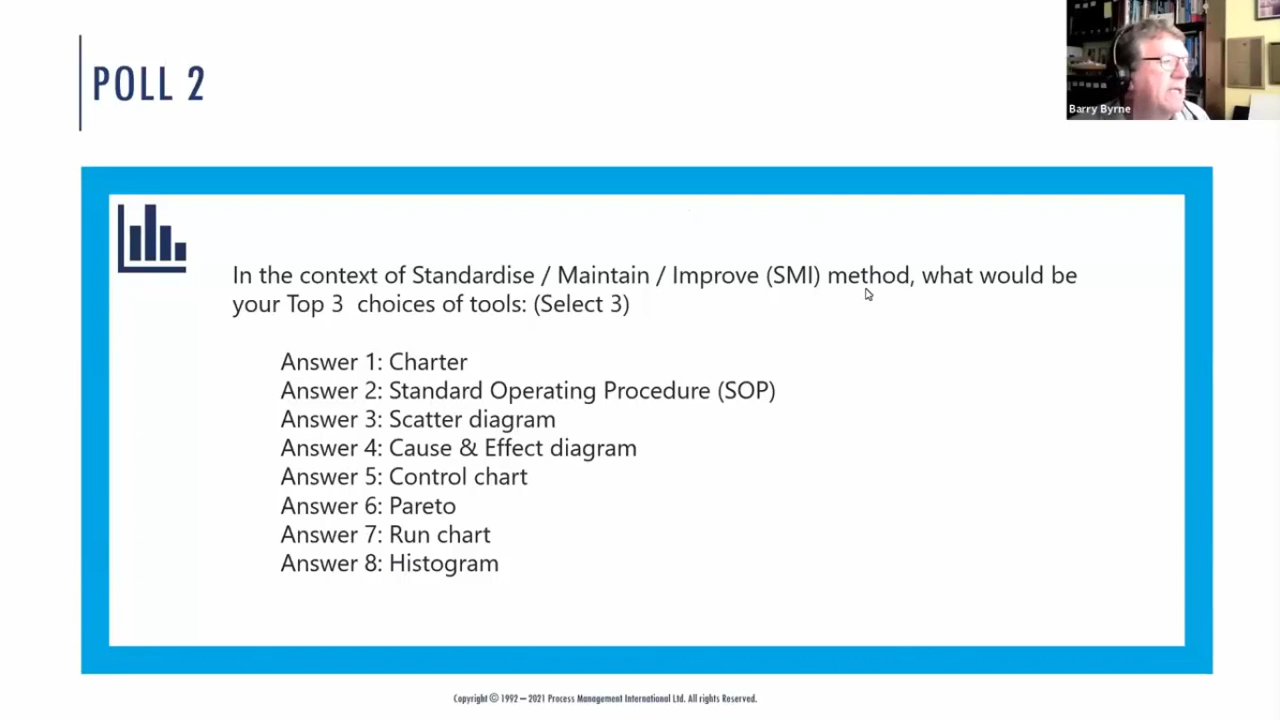 POLL 2
Barry Byrne
In the context of Standardise / Maintain / Improve (SMI) method, what would be
your Top 3  choices of tools: (Select 3)
Answer 1: Charter
Answer 2: Standard Operating Procedure (SOP)
Answer 3: Scatter diagram
Answer 4: Cause & Effect diagram
Answer 5: Control chart
Answer 6: Pareto
Answer 7: Run chart
Answer 8: Histogram
Copyright © 1992 – 2021 Process Management International Ltd. All rights Reserved.